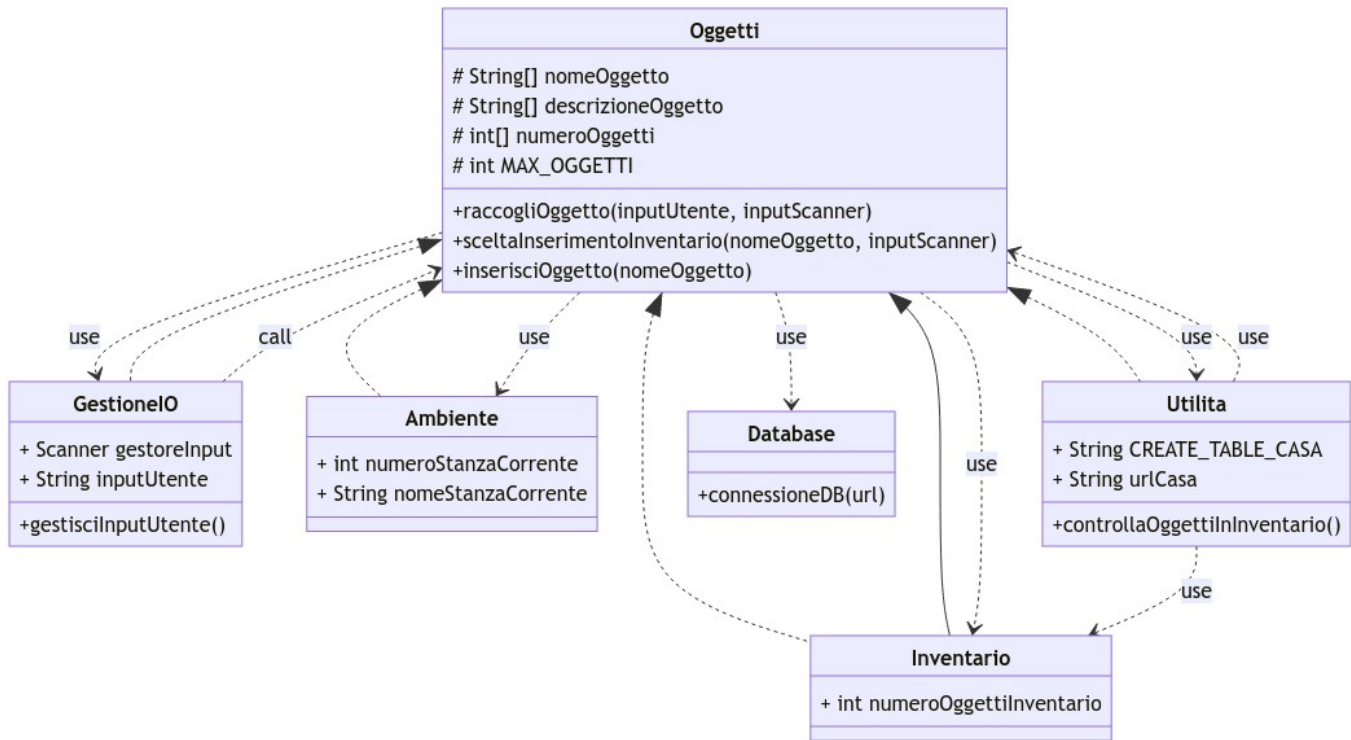 Oggetti
# String[] nomeOggetto
# String[] descrizioneOggetto
# int[] numeroOggetti
# int MAX_OGGETTI
+raccogliOggetto(inputUtente, inputScanner)
+sceltaInserimentoInventario(nomeOggetto, inputScanner)
+inserisciOggetto(nomeOggetto)
use
call
use
use
use
use
use
GestioneIO
+ Scanner gestoreInput
+ String inputUtente
+gestisciInputUtente()
Ambiente
+ int numeroStanzaCorrente
+ String nomeStanzaCorrente
Database
+connessioneDB(url)
Utilita
+ String CREATE_TABLE_CASA
+ String urlCasa
+controllaOggettiInInventario()
use
Inventario
+ int numeroOggettiInventario